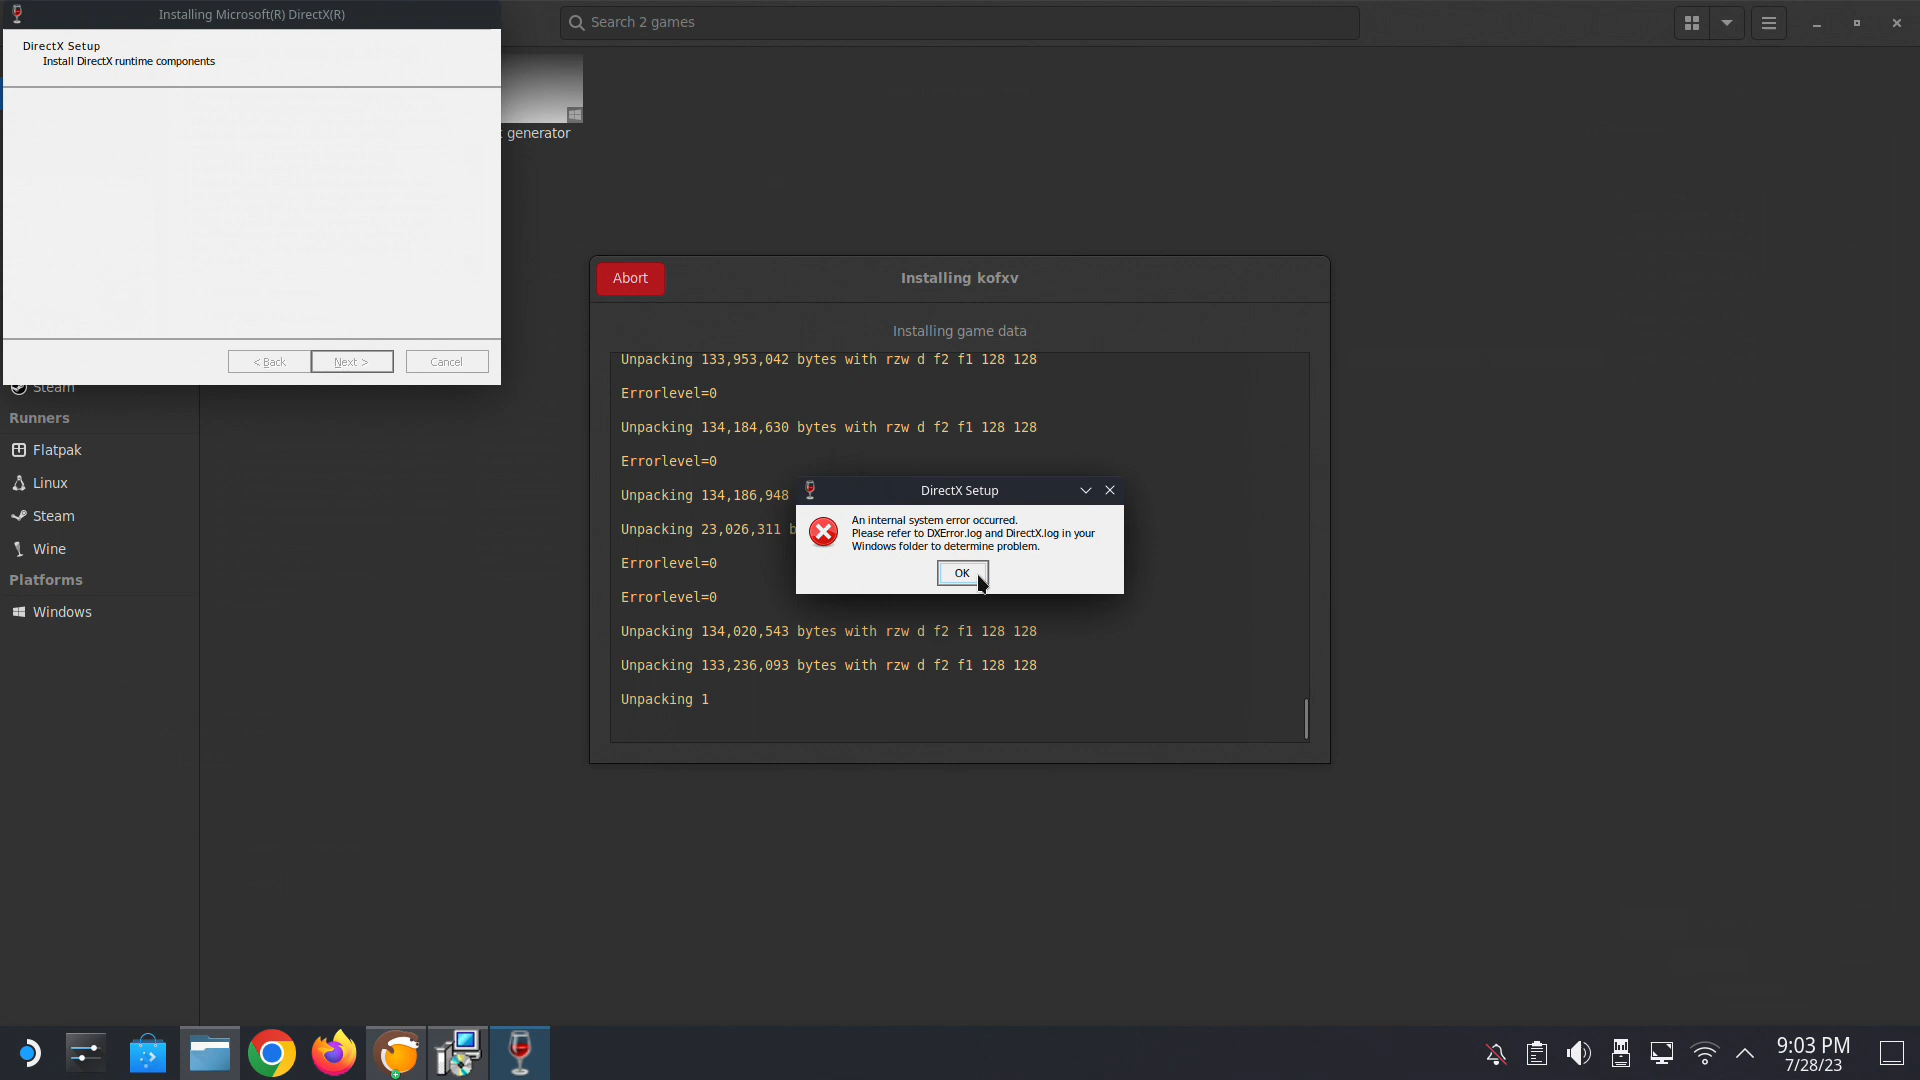 Installing Microsoft(R) DirectX(R)
DirectX Setup
Install DirectX runtime components
< Back
Next >
Cancel
Search 2 games
generator
Steam
Runners
Flatpak
Linux
Steam
Wine
Platforms
Windows
Abort
Installing kofxv
Installing game data
Unpacking 133,953,042 bytes with rzw d f2 f1 128 128
Errorlevel=0
Unpacking 134,184,630 bytes with rzw d f2 f1 128 128
Errorlevel=0
Unpacking 134,186,948
Unpacking 23,026,311 b
Errorlevel=0
Errorlevel=0
Unpacking 134,020,543 bytes with rzw d f2 f1 128 128
Unpacking 133,236,093 bytes with rzw d f2 f1 128 128
Unpacking 1
DirectX Setup
An internal system error occurred.
Please refer to DXError.log and DirectX.log in your
Windows folder to determine problem.
OK
9:03 PM
7/28/23